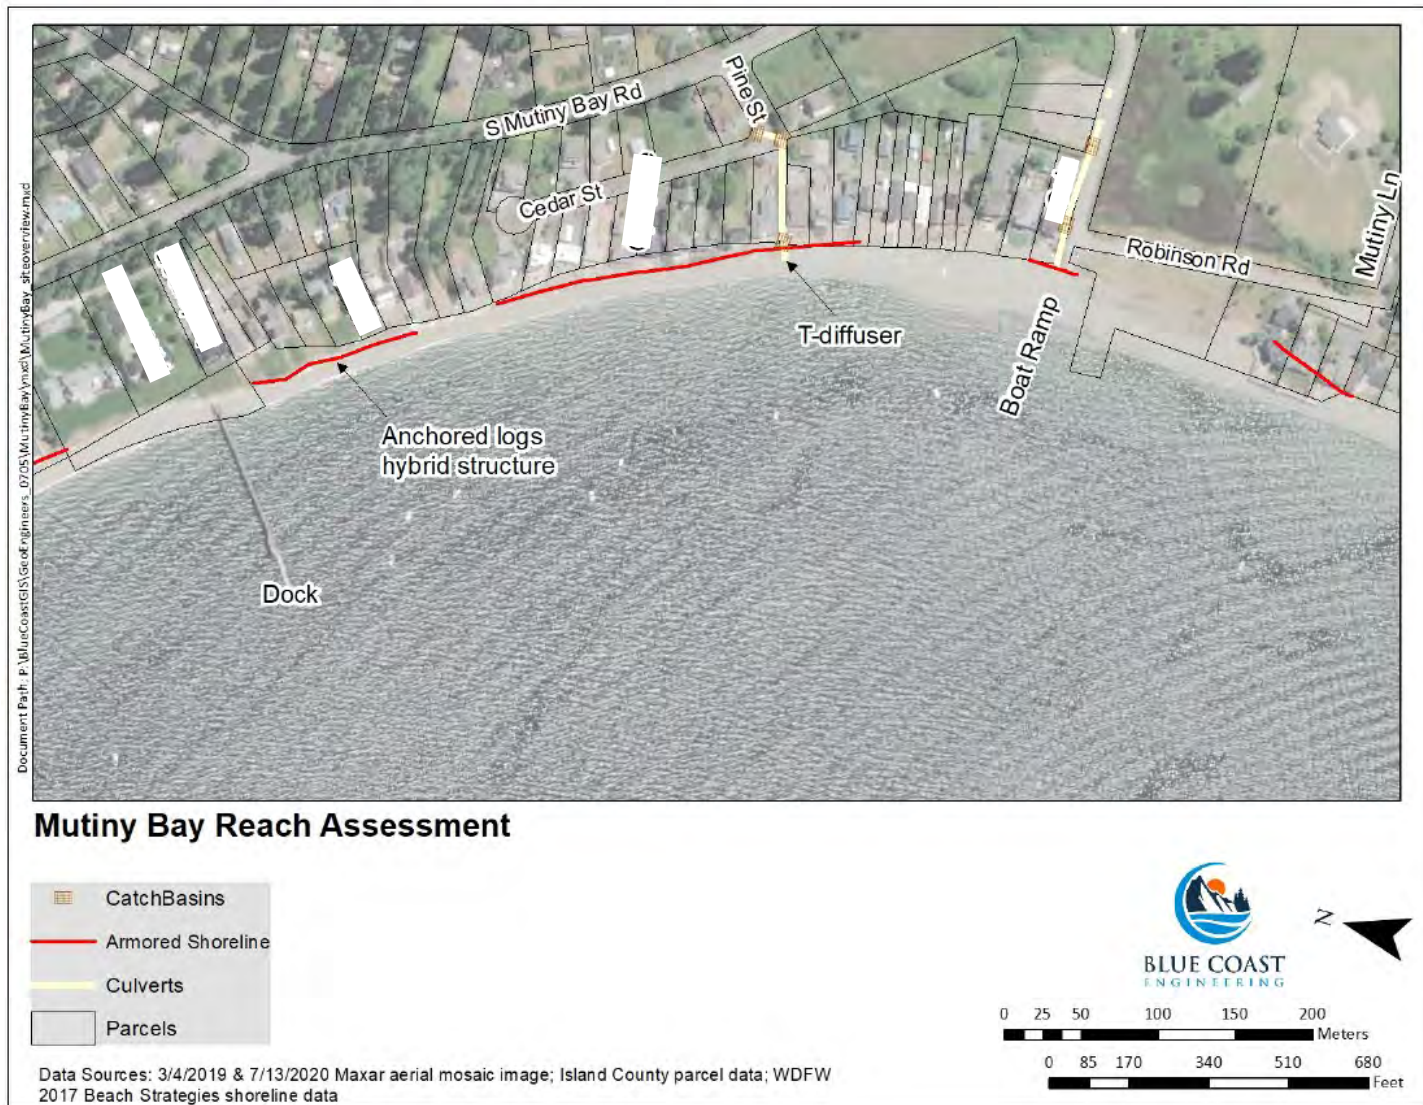 Document Path: P:\BlueCoastGIS\GeoEngineers_0705\MutinyBay\mxd\MutinyBay_siteoverview.mxd
S Mutiny Bay Rd
Pine St
Cedar St
Robinson Rd
Mutiny Ln
T-diffuser
Boat Ramp
Anchored logs
hybrid structure
Dock
Mutiny Bay Reach Assessment
CatchBasins
Armored Shoreline
Culverts
Parcels
BLUE COAST
ENGINEERING
N
0 25 50 100 150 200
Meters
0 85 170 340 510 680
Feet
Data Sources: 3/4/2019 & 7/13/2020 Maxar aerial mosaic image; Island County parcel data; WDFW
2017 Beach Strategies shoreline data